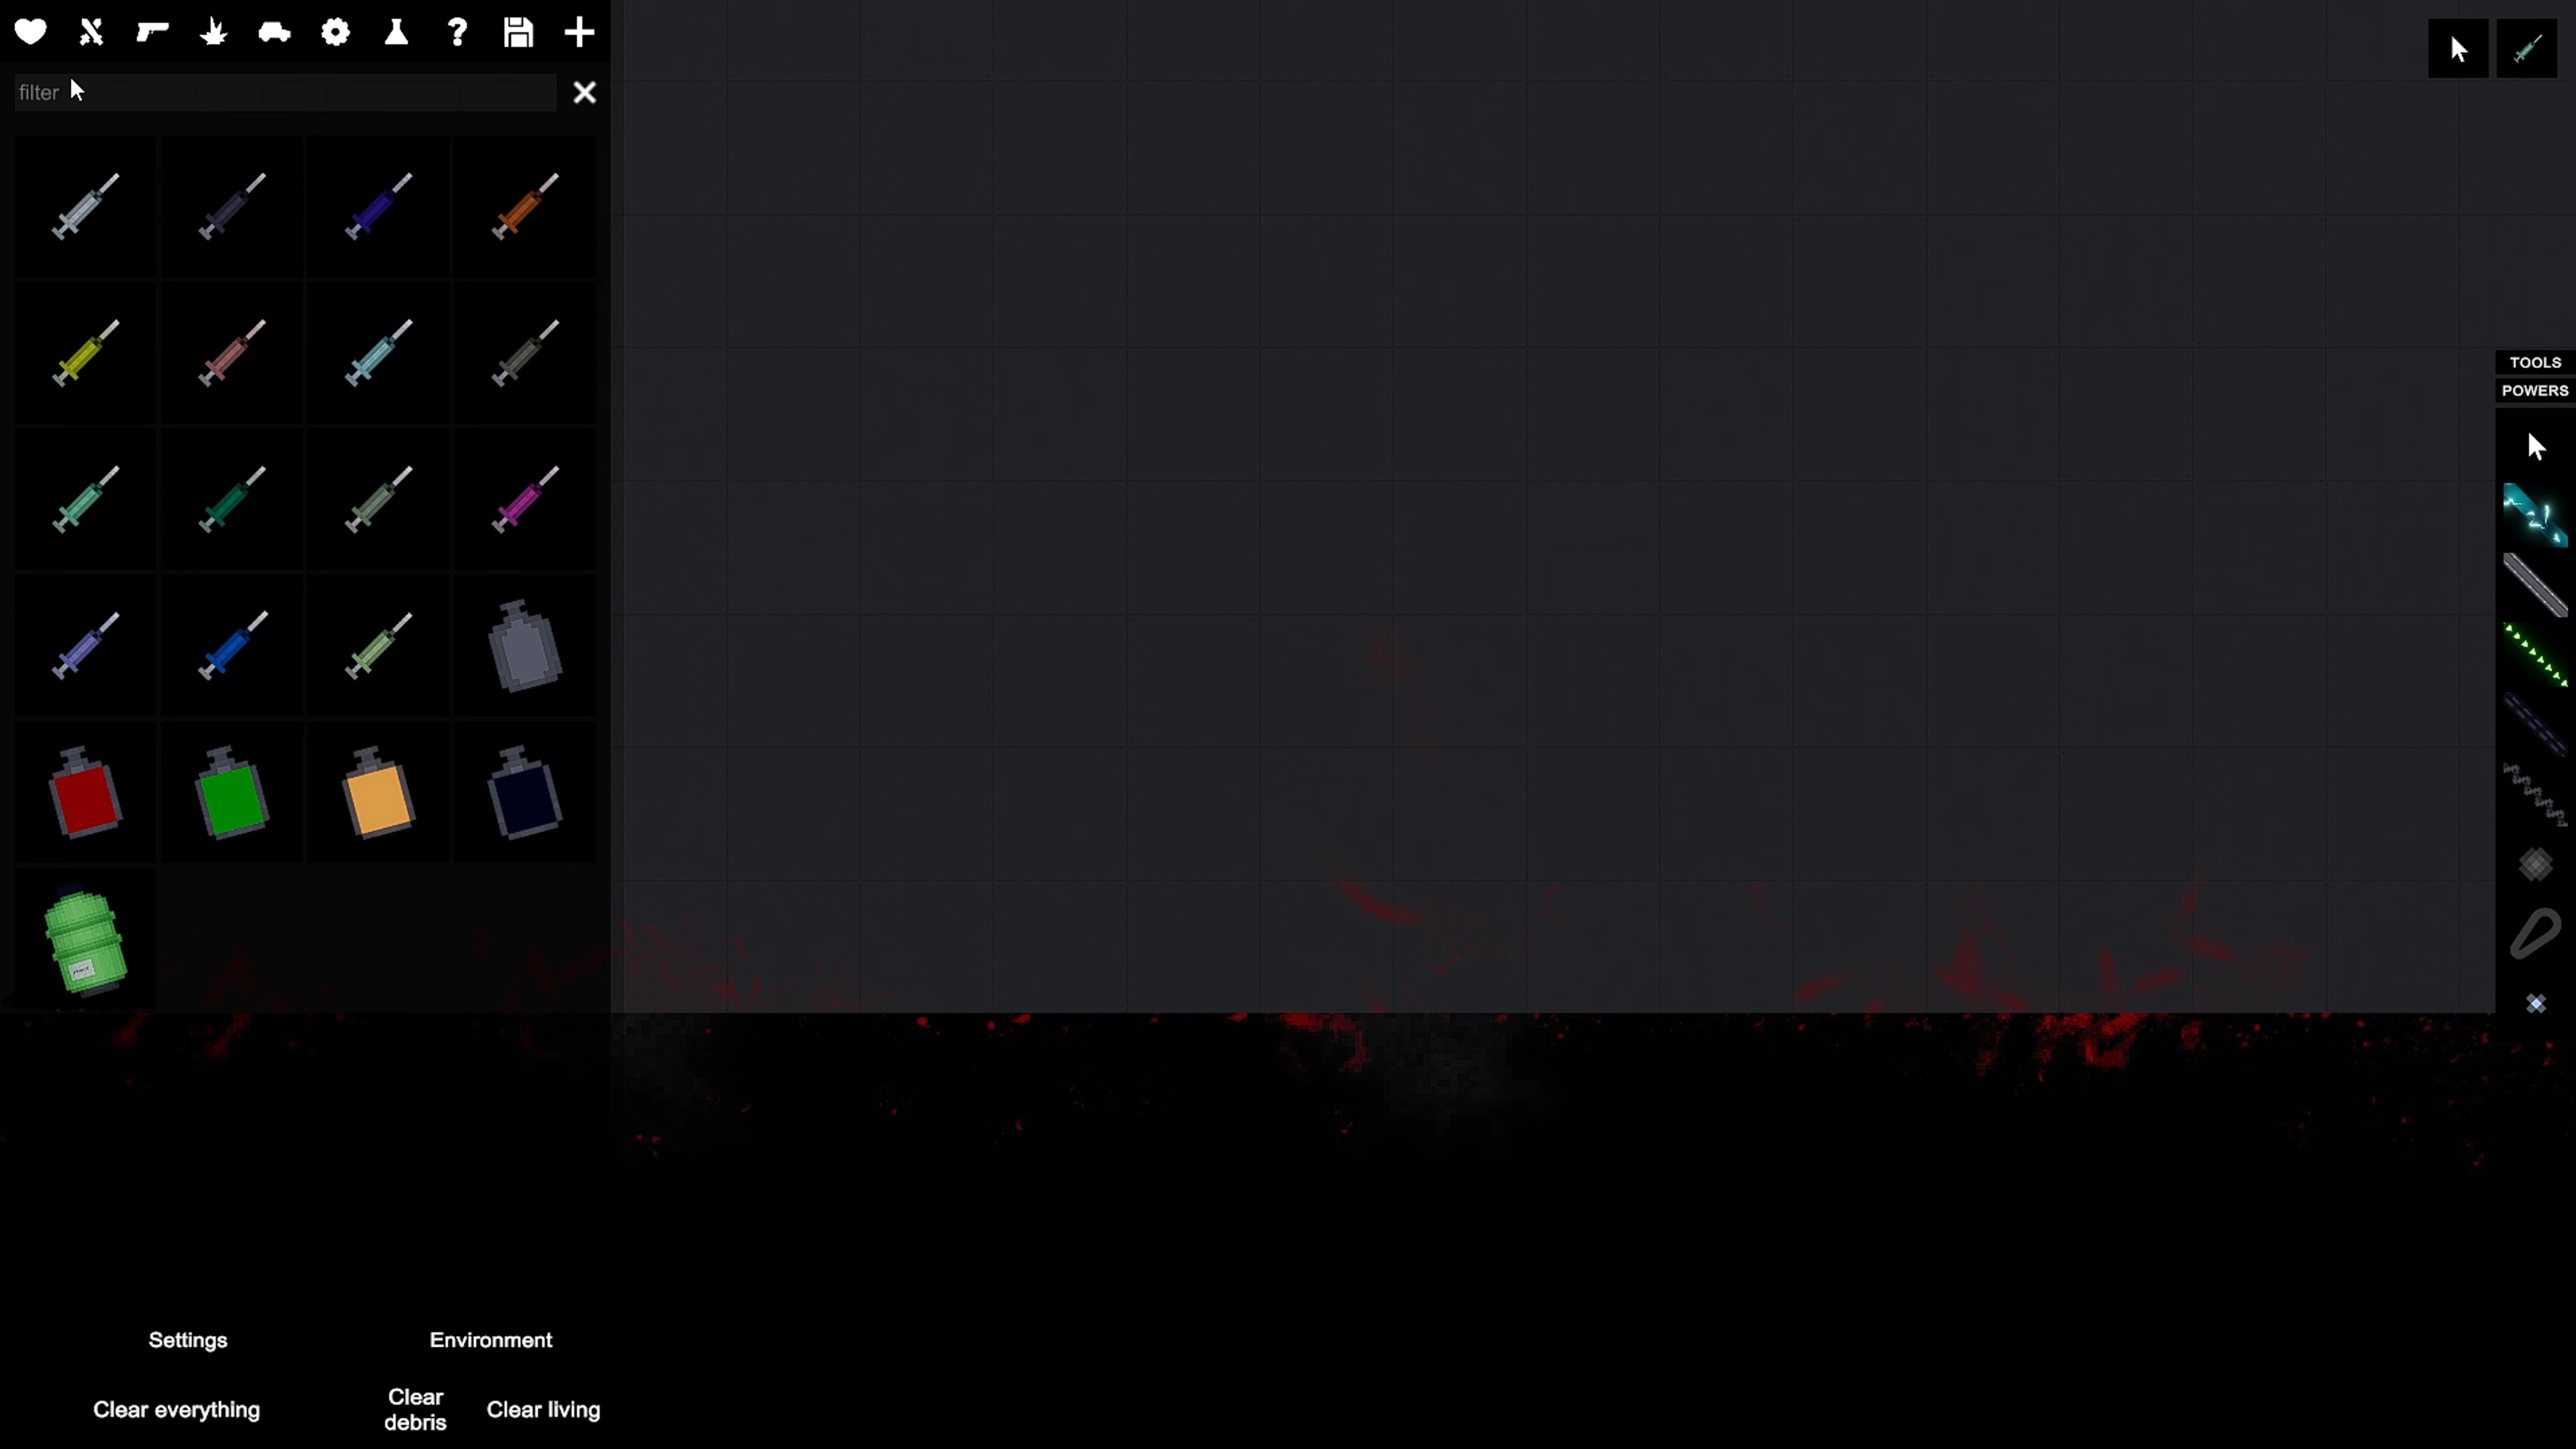 filter
TOOLS
POWERS
Settings
Environment
Clear everything
Clear
debris
Clear living